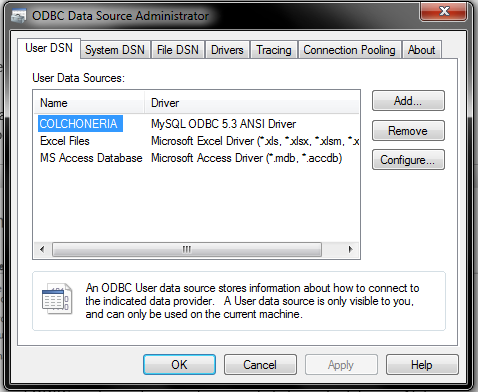 ODBC Data Source Administrator
User DSN System DSN File DSN Drivers Tracing Connection Pooling About
User Data Sources:
Name Driver
COLCHONERIA MySQL ODBC 5.3 ANSI Driver
Excel Files Microsoft Excel Driver (*.xls, *.xlsx, *.xlsm, *.x
MS Access Database Microsoft Access Driver (*.mdb, *.accdb)
Add...
Remove
Configure...
An ODBC User data source stores information about how to connect to
the indicated data provider. A User data source is only visible to you,
and can only be used on the current machine.
OK Cancel Apply Help